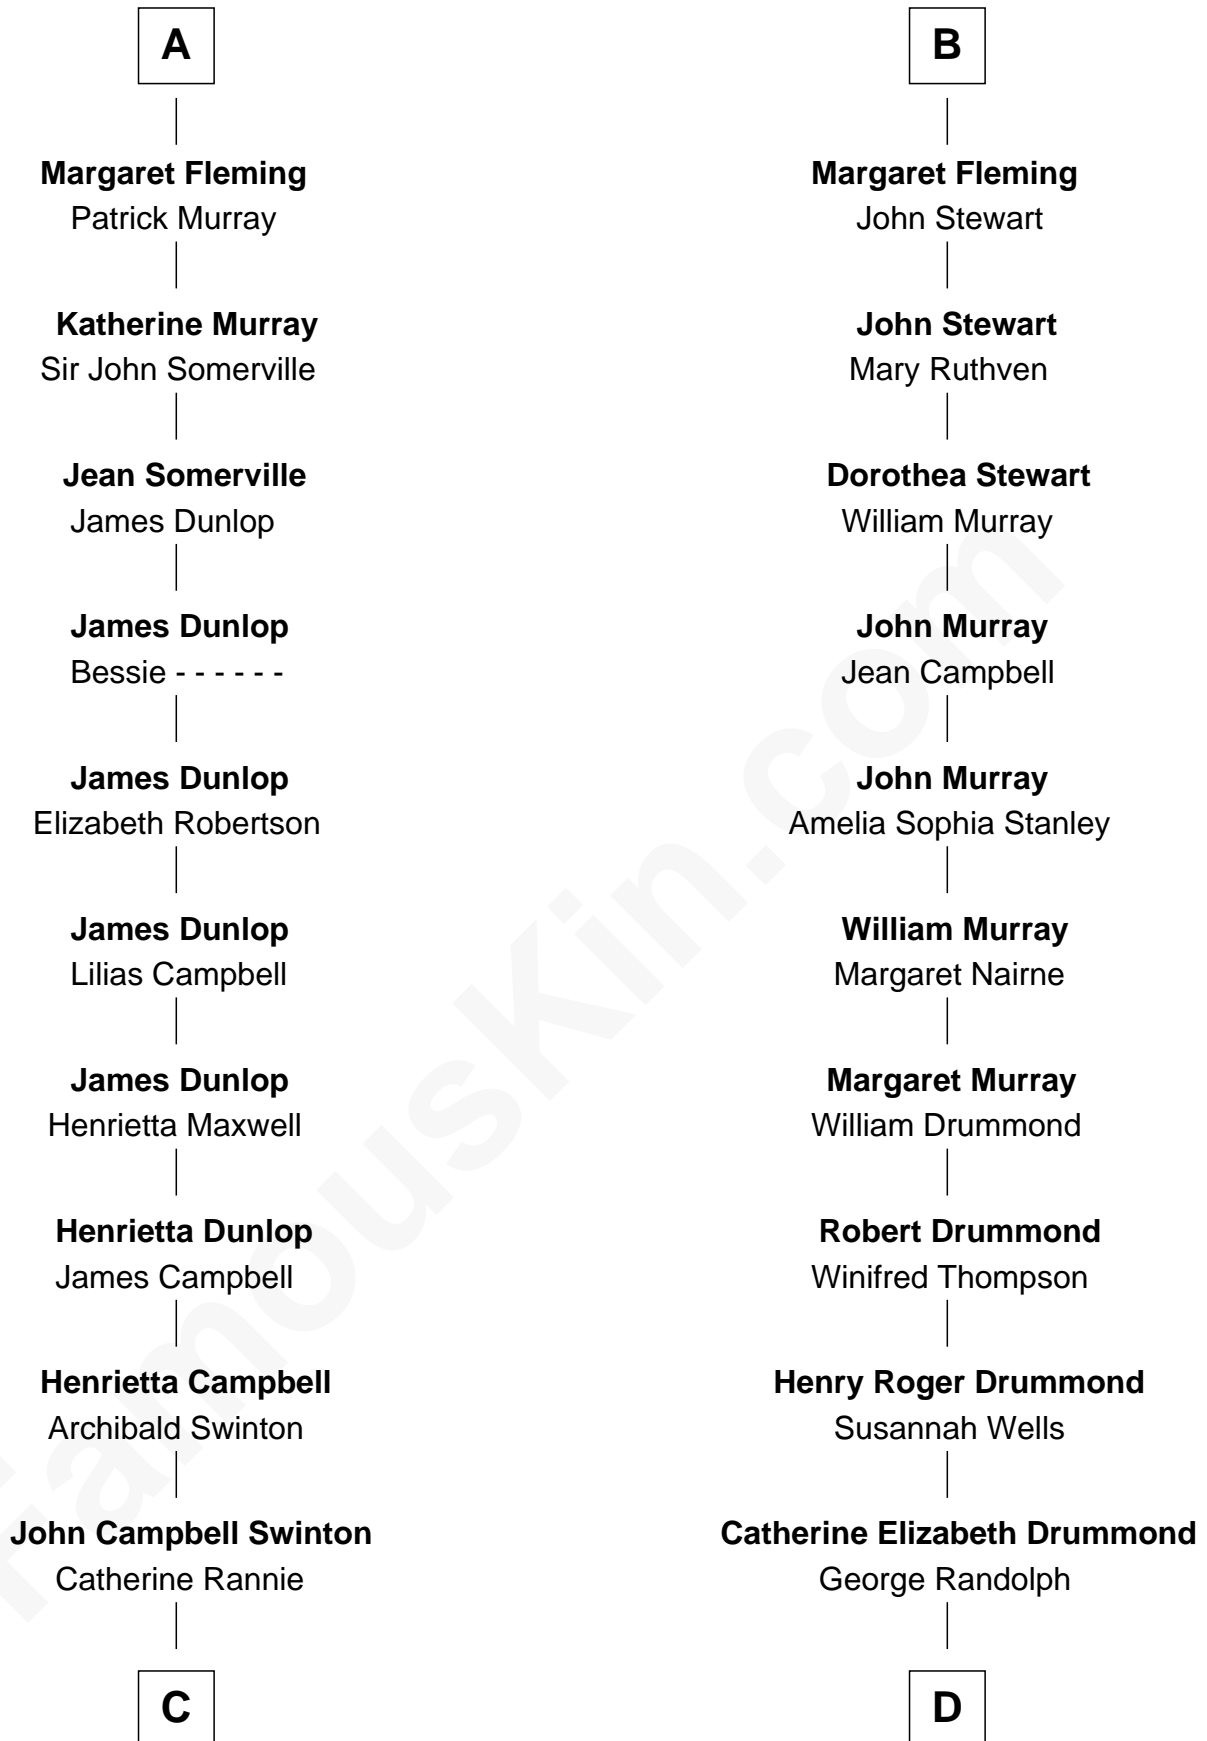 A
Margaret Fleming
Patrick Murray
Katherine Murray
Sir John Somerville
Jean Somerville
James Dunlop
James Dunlop
Bessie - - - - - -
James Dunlop
Elizabeth Robertson
James Dunlop
Lilias Campbell
James Dunlop
Henrietta Maxwell
Henrietta Dunlop
James Campbell
Henrietta Campbell
Archibald Swinton
John Campbell Swinton
Catherine Rannie
C
B
Margaret Fleming
John Stewart
John Stewart
Mary Ruthven
Dorothea Stewart
William Murray
John Murray
Jean Campbell
John Murray
Amelia Sophia Stanley
William Murray
Margaret Nairne
Margaret Murray
William Drummond
Robert Drummond
Winifred Thompson
Henry Roger Drummond
Susannah Wells
Catherine Elizabeth Drummond
George Randolph
D
FamousKin.com